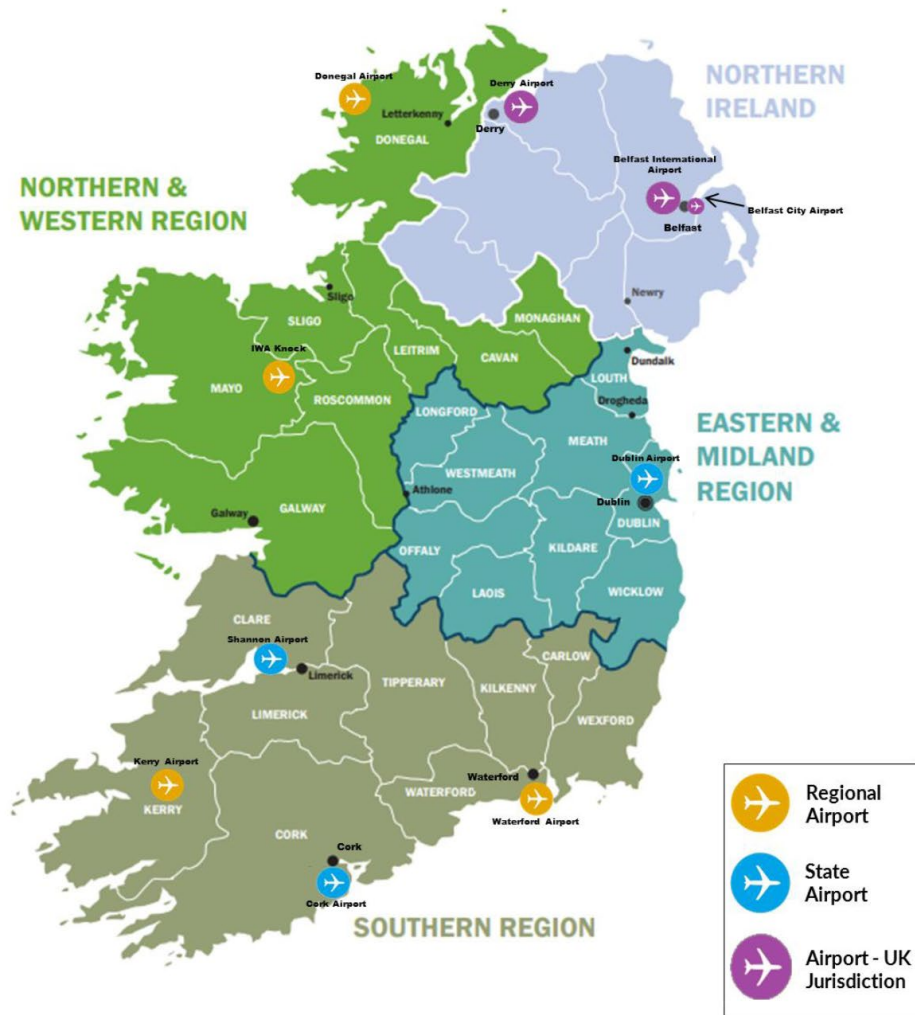 Donegal Airport
Derry Airport
NORTHERN
IRELAND
Letterkenny
Derry
DONEGAL
Belfast International
Airport
NORTHERN &
WESTERN REGION
Belfast City Airport
Belfast
Newry
Sligo
MONAGHAN
SLIGO
IWA Knock
LEITRIM
CAVAN
Dundalk
LOUTH
MAYO
ROSCOMMON
Drogheda
LONGFORD
EASTERN &
MIDLAND
REGION
MEATH
Dublin Airport
WESTMEATH
Athlone
Dublin
GALWAY
Galway
DUBLIN
OFFALY
KILDARE
LAOIS
WICKLOW
CLARE
Shannon Airport
CARLOW
Limerick
TIPPERARY
KILKENNY
LIMERICK
WEXFORD
Kerry Airport
Waterford
WATERFORD
KERRY
Waterford Airport
CORK
Cork
Cork Airport
SOUTHERN REGION
Regional
Airport
State
Airport
Airport - UK
Jurisdiction